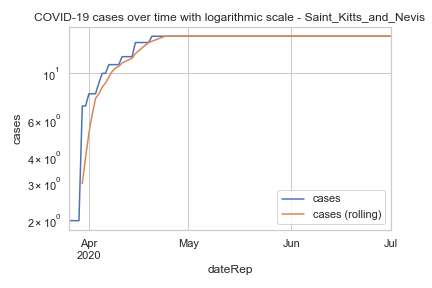 COVID-19 cases over time with logarithmic scale - Saint_Kitts_and_Nevis
10¹
6 × 10⁰
4 × 10⁰
3 × 10⁰
2 × 10⁰
cases
cases
cases (rolling)
Apr
2020
May
Jun
Jul
dateRep